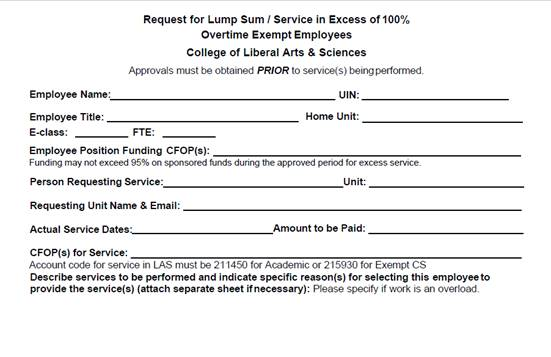 Request for Lump Sum / Service in Excess of 100%
Overtime Exempt Employees
College of Liberal Arts & Sciences
Approvals must be obtained PRIOR to service(s) being performed.
Employee Name: UIN:
Employee Title: Home Unit:
E-class: FTE:
Employee Position Funding CFOP(s):
Funding may not exceed 95% on sponsored funds during the approved period for excess service.
Person Requesting Service: Unit:
Requesting Unit Name & Email:
Actual Service Dates: Amount to be Paid:
CFOP(s) for Service:
Account code for service in LAS must be 211450 for Academic or 215930 for Exempt CS
Describe services to be performed and indicate specific reason(s) for selecting this employee to
provide the service(s) (attach separate sheet if necessary): Please specify if work is an overload.